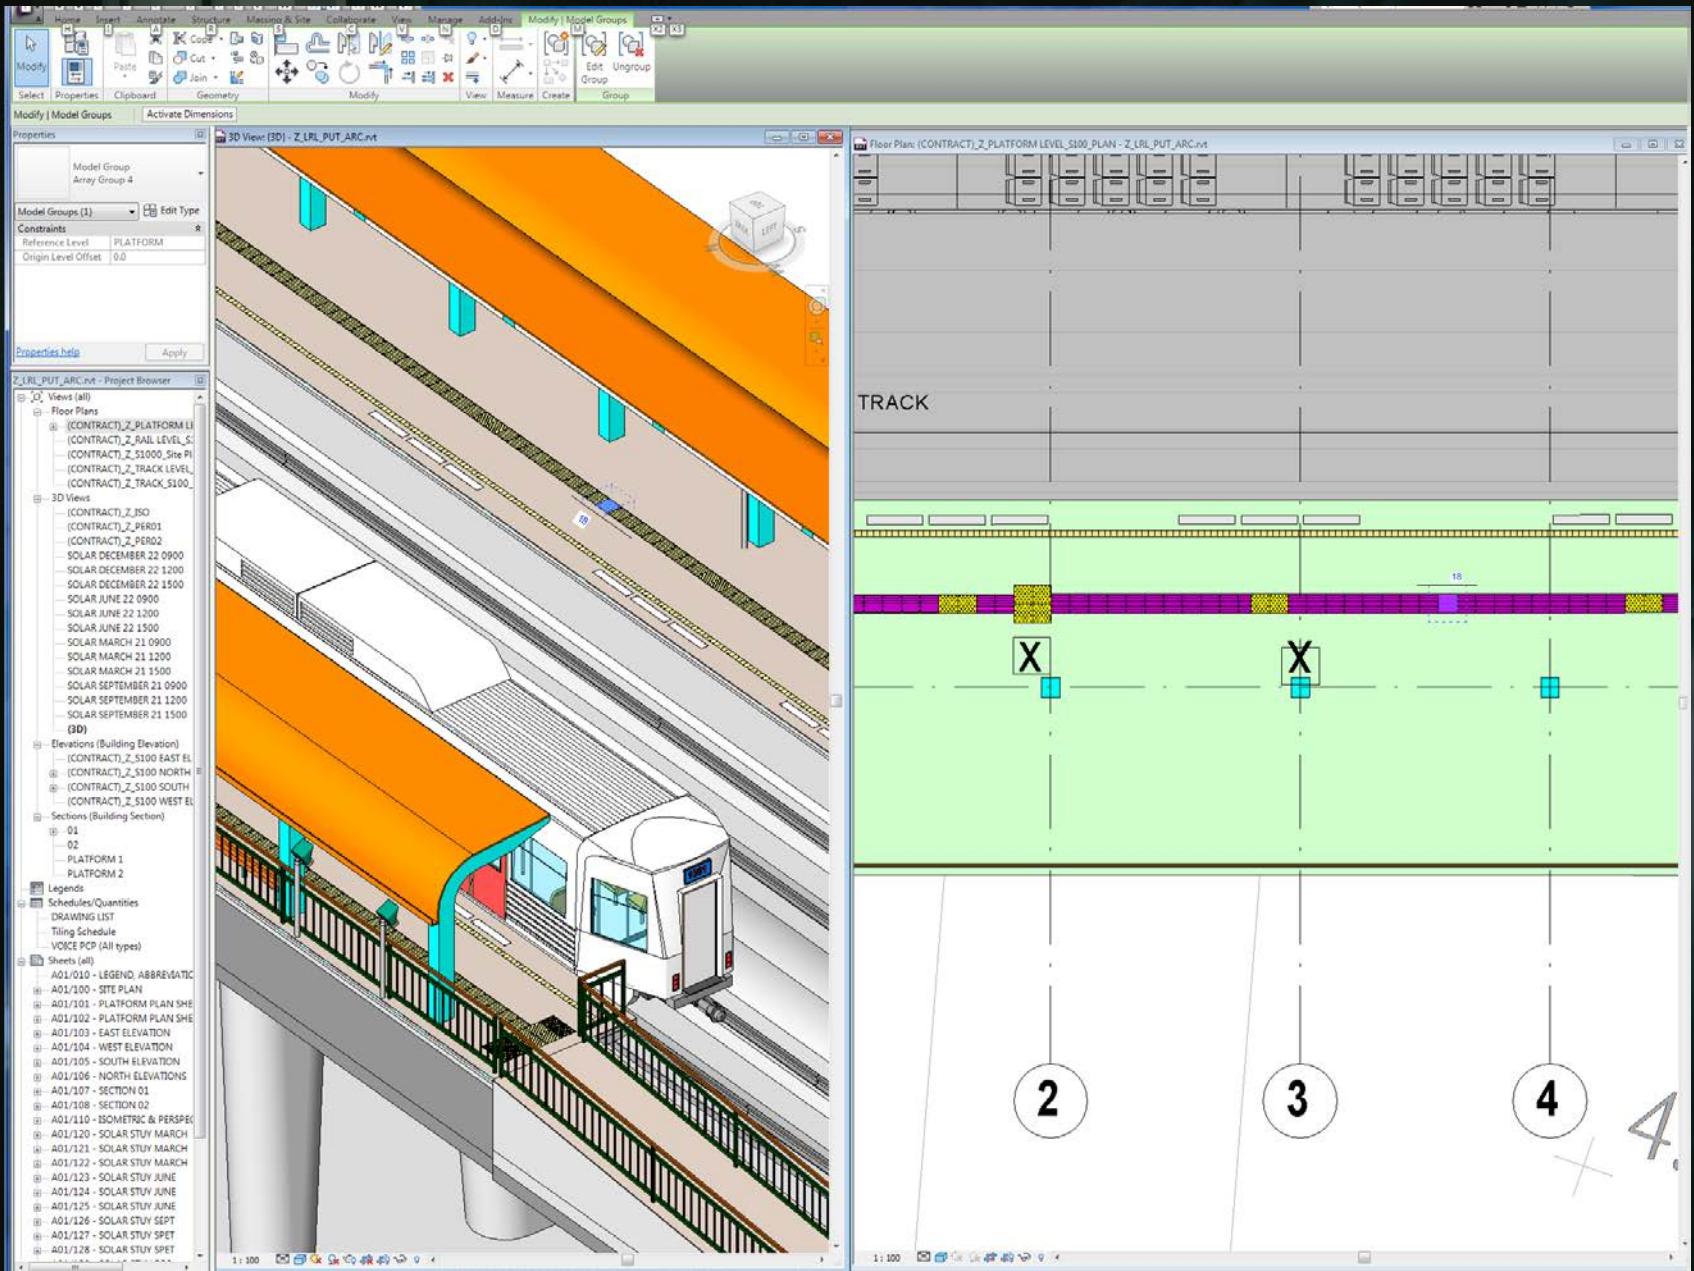 Home Insert Annotate Structure Massing & Site Collaborate View Manage Add-Ins Modify | Model Groups
Modify
Paste
Cope
Cut
Join
Edit Group
Ungroup
Select Properties Clipboard Geometry Modify View Measure Create Group
Modify | Model Groups Activate Dimensions
Properties
Model Group
Array Group 4
Model Groups (1) Edit Type
Constraints
Reference Level PLATFORM
Origin Level Offset 0.0
Properties help Apply
Z_LRL_PUT_ARC.rvt - Project Browser
Views (all)
Floor Plans
(CONTRACT)_Z_PLATFORM LE
(CONTRACT)_Z_RAIL LEVEL_S:
(CONTRACT)_Z_S1000_Site Pl
(CONTRACT)_Z_TRACK LEVEL_
(CONTRACT)_Z_TRACK_S100_
3D Views
(CONTRACT)_Z_ISO
(CONTRACT)_Z_PER01
(CONTRACT)_Z_PER02
SOLAR DECEMBER 22 0900
SOLAR DECEMBER 22 1200
SOLAR DECEMBER 22 1500
SOLAR JUNE 22 0900
SOLAR JUNE 22 1200
SOLAR JUNE 22 1500
SOLAR MARCH 21 0900
SOLAR MARCH 21 1200
SOLAR MARCH 21 1500
SOLAR SEPTEMBER 21 0900
SOLAR SEPTEMBER 21 1200
SOLAR SEPTEMBER 21 1500
(3D)
Elevations (Building Elevation)
(CONTRACT)_Z_S100 EAST EL
(CONTRACT)_Z_S100 NORTH
(CONTRACT)_Z_S100 SOUTH
(CONTRACT)_Z_S100 WEST EL
Sections (Building Section)
01
02
PLATFORM 1
PLATFORM 2
Legends
Schedules/Quantities
DRAWING LIST
Tiling Schedule
VOICE PCP (All types)
Sheets (all)
A01/010 - LEGEND, ABBREVIATIC
A01/100 - SITE PLAN
A01/101 - PLATFORM PLAN SHE
A01/102 - PLATFORM PLAN SHE
A01/103 - EAST ELEVATION
A01/104 - WEST ELEVATION
A01/105 - SOUTH ELEVATION
A01/106 - NORTH ELEVATIONS
A01/107 - SECTION 01
A01/108 - SECTION 02
A01/110 - ISOMETRIC & PERSPEC
A01/120 - SOLAR STUY MARCH
A01/121 - SOLAR STUY MARCH
A01/122 - SOLAR STUY MARCH
A01/123 - SOLAR STUY JUNE
A01/124 - SOLAR STUY JUNE
A01/125 - SOLAR STUY JUNE
A01/126 - SOLAR STUY SEPT
A01/127 - SOLAR STUY SPET
A01/128 - SOLAR STUY SPET
3D View: {3D} - Z_LRL_PUT_ARC.rvt
LEFT
18
1 : 100
Floor Plan: (CONTRACT)_Z_PLATFORM LEVEL_S100_PLAN - Z_LRL_PUT_ARC.rvt
TRACK
18
X X
2 3 4
4.
1 : 100